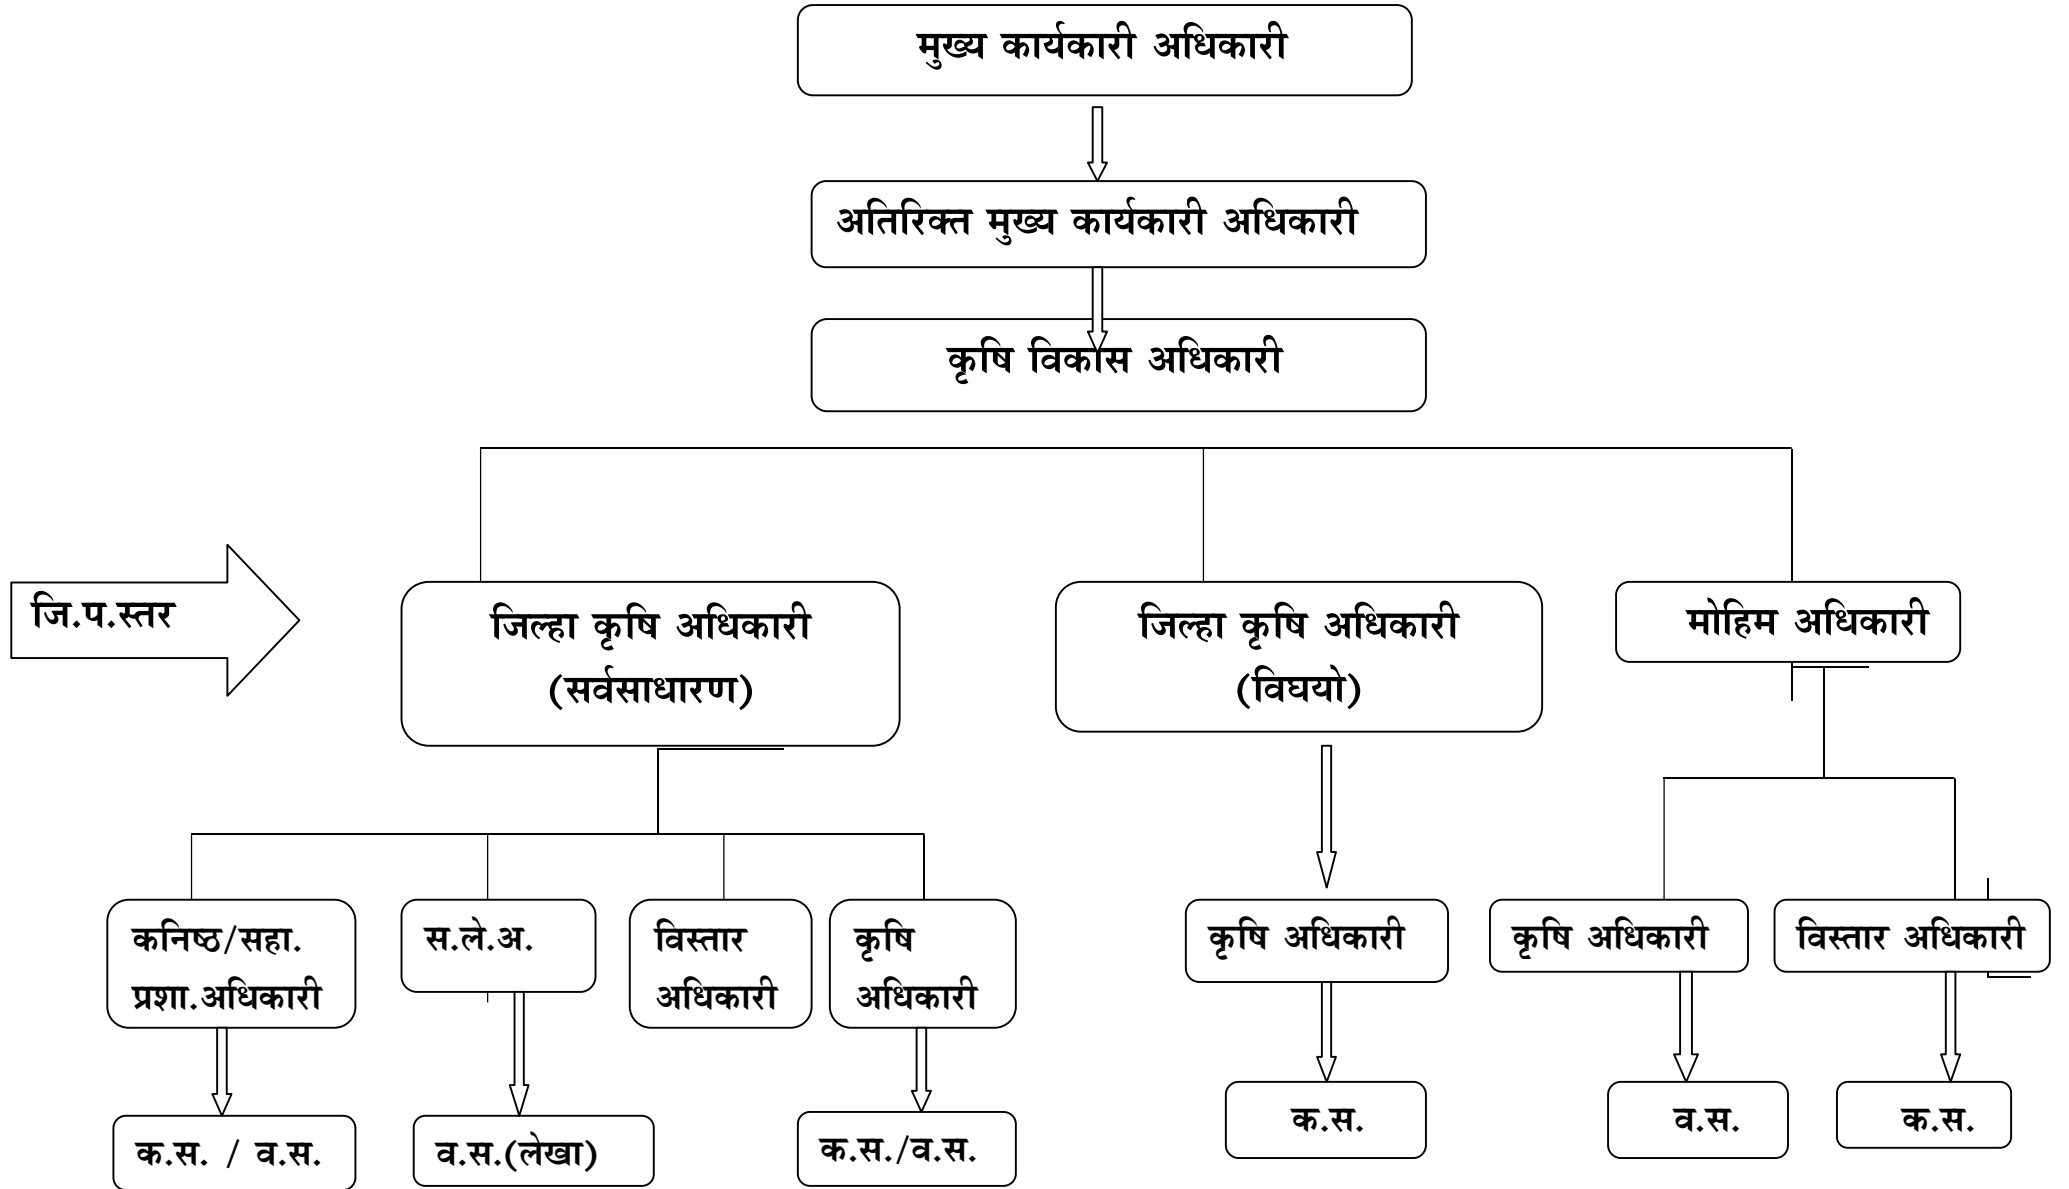 मुख्य कार्यकारी अधिकारी
अतिरिक्त मुख्य कार्यकारी अधिकारी
कृषि विकास अधिकारी
जि.प.स्तर
जिल्हा कृषि अधिकारी
(सर्वसाधारण)
जिल्हा कृषि अधिकारी
(विघयो)
मोहिम अधिकारी
कनिष्ठ/सहा.
प्रशा.अधिकारी
स.ले.अ.
विस्तार
अधिकारी
कृषि
अधिकारी
कृषि अधिकारी
कृषि अधिकारी
विस्तार अधिकारी
क.स. / व.स.
व.स.(लेखा)
क.स./व.स.
क.स.
व.स.
क.स.